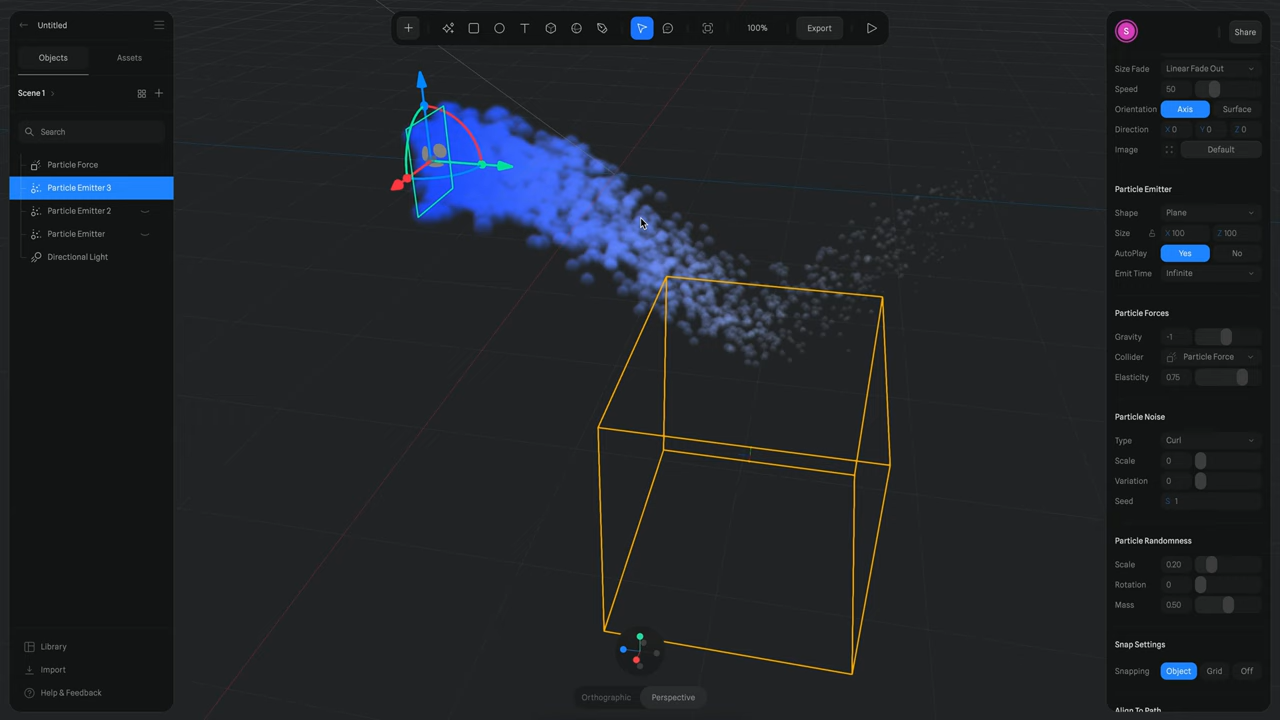 Untitled
100%
Export
S
Share
Objects
Assets
Scene 1
Search
Particle Force
Particle Emitter 3
Particle Emitter 2
Particle Emitter
Directional Light
Library
Import
Help & Feedback
Orthographic
Perspective
Size Fade
Linear Fade Out
Speed
50
Orientation
Axis
Surface
Direction
X 0
Y 0
Z 0
Image
Default
Particle Emitter
Shape
Plane
Size
X 100
Z 100
AutoPlay
Yes
No
Emit Time
Infinite
Particle Forces
Gravity
-1
Collider
Particle Force
Elasticity
0.75
Particle Noise
Type
Curl
Scale
0
Variation
0
Seed
S 1
Particle Randomness
Scale
0.20
Rotation
0
Mass
0.50
Snap Settings
Snapping
Object
Grid
Off
Align To Path